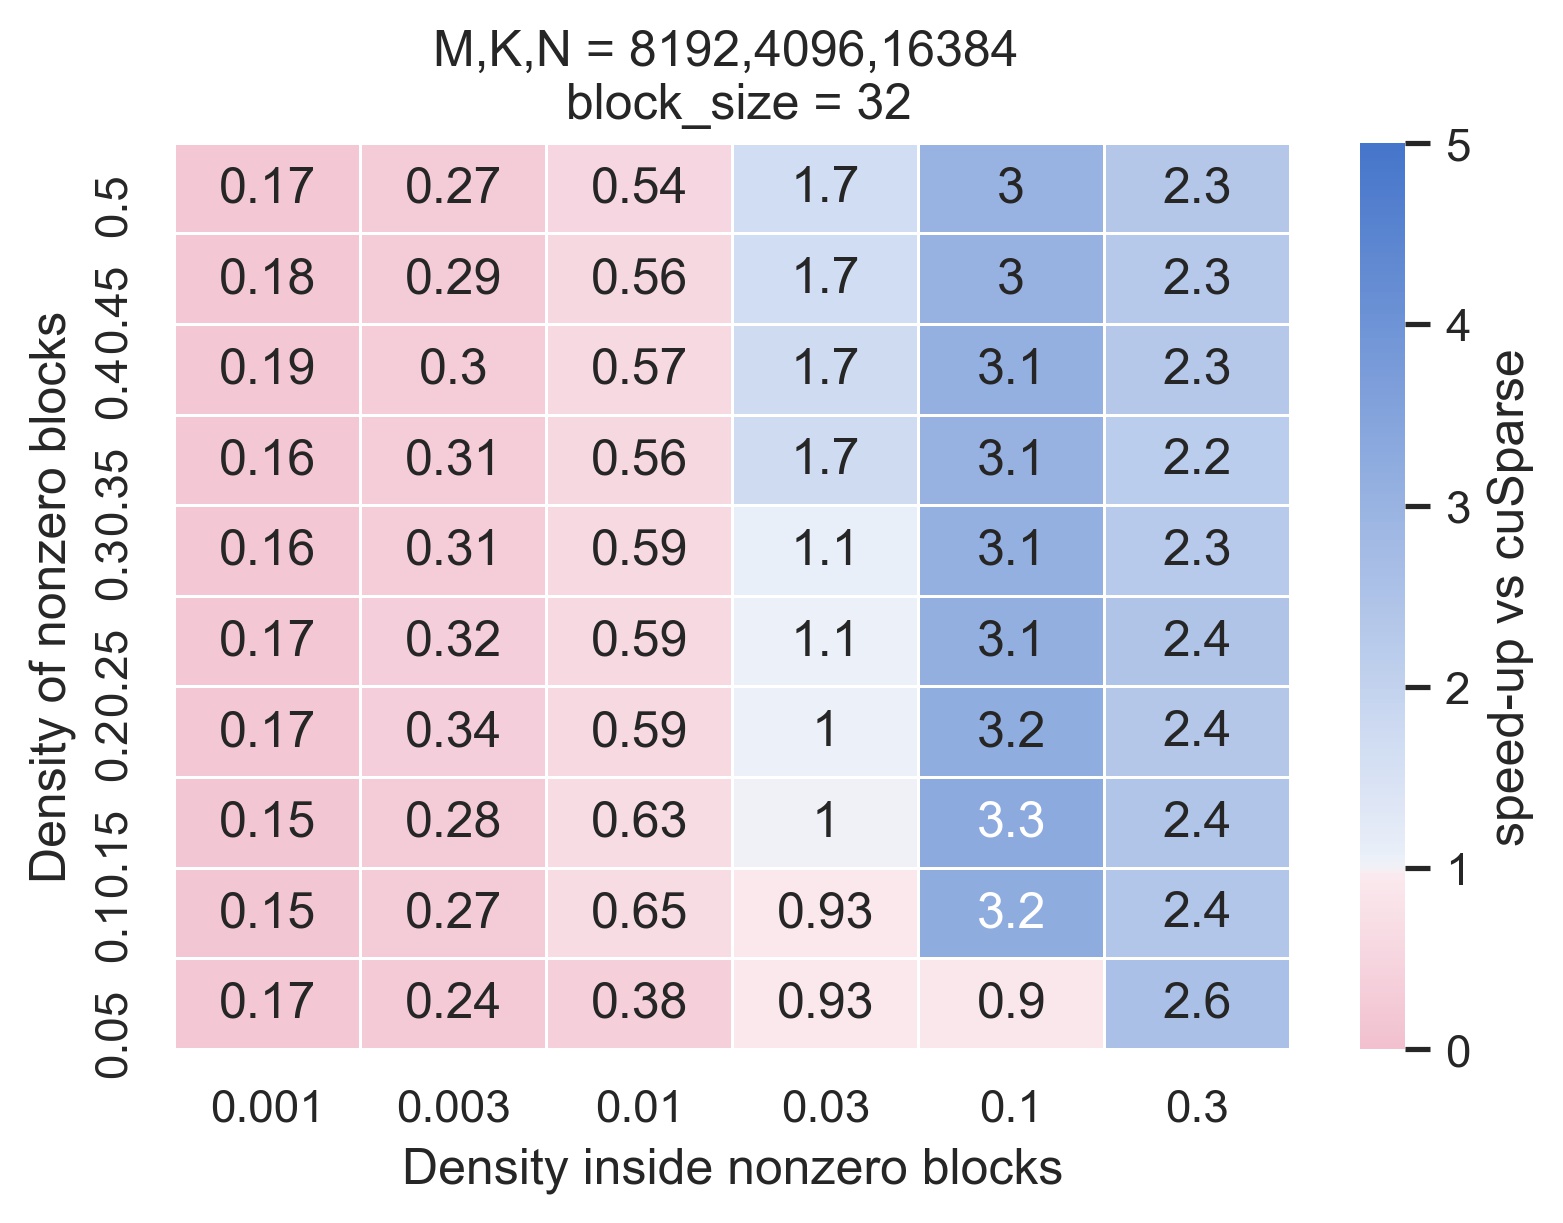 M,K,N = 8192,4096,16384
block_size = 32
Density of nonzero blocks
0.5 0.17 0.27 0.54 1.7 3 2.3
0.45 0.18 0.29 0.56 1.7 3 2.3
0.4 0.19 0.3 0.57 1.7 3.1 2.3
0.35 0.16 0.31 0.56 1.7 3.1 2.2
0.30 0.16 0.31 0.59 1.1 3.1 2.3
0.25 0.17 0.32 0.59 1.1 3.1 2.4
0.20 0.17 0.34 0.59 1 3.2 2.4
0.15 0.15 0.28 0.63 1 3.3 2.4
0.10 0.15 0.27 0.65 0.93 3.2 2.4
0.05 0.17 0.24 0.38 0.93 0.9 2.6
0.001 0.003 0.01 0.03 0.1 0.3
Density inside nonzero blocks
5
4
3
2
1
0
speed-up vs cuSparse